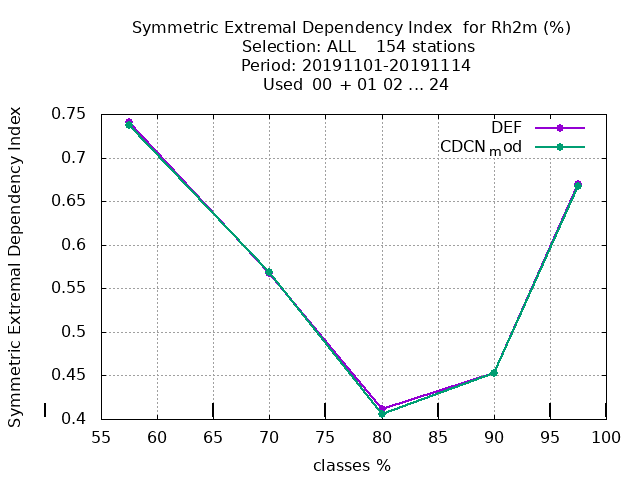 Symmetric Extremal Dependency Index for Rh2m (%)
Selection: ALL 154 stations
Period: 20191101-20191114
Used 00 + 01 02 ... 24
Symmetric Extremal Dependency Index
0.75
0.7
0.65
0.6
0.55
0.5
0.45
0.4
DEF
CDCNmod
55 60 65 70 75 80 85 90 95 100
classes %